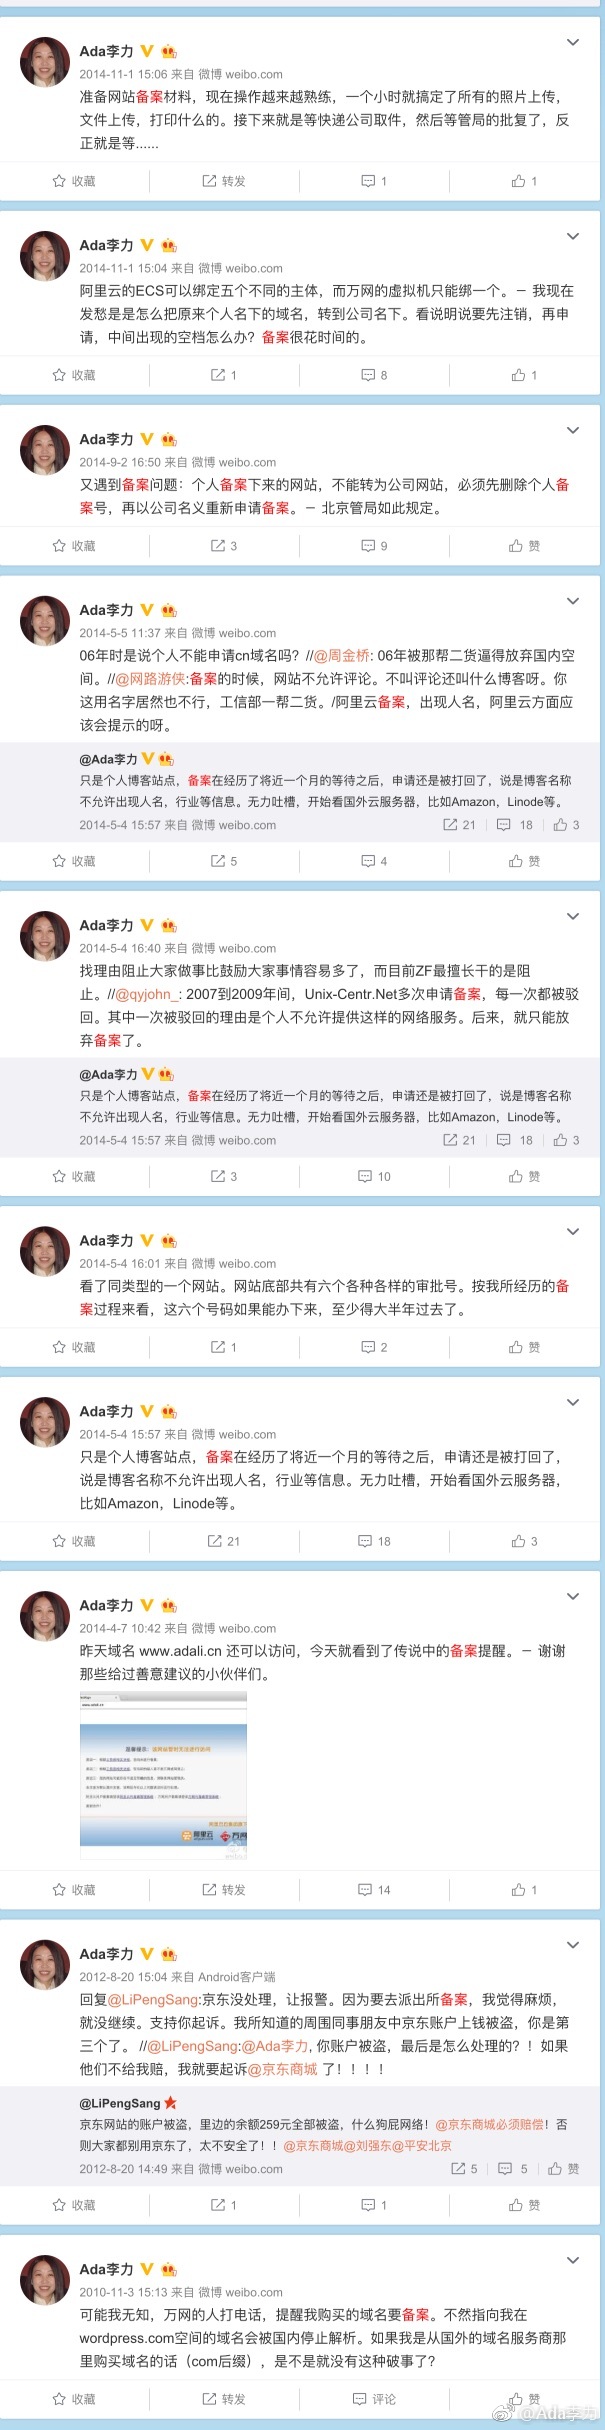 Ada李力
2014-11-1 15:06 来自 微博 weibo.com
准备网站备案材料，现在操作越来越熟练，一个小时就搞定了所有的照片上传，
文件上传，打印什么的。接下来就是等快递公司取件，然后等管局的批复了，反
正就是等......
收藏 转发 1 1
Ada李力
2014-11-1 15:04 来自 微博 weibo.com
阿里云的ECS可以绑定五个不同的主体，而万网的虚拟机只能绑一个。— 我现在
发愁是是怎么把原来个人名下的域名，转到公司名下。看说明说要先注销，再申
请，中间出现的空档怎么办？备案很花时间的。
收藏 1 8 1
Ada李力
2014-9-2 16:50 来自 微博 weibo.com
又遇到备案问题：个人备案下来的网站，不能转为公司网站，必须先删除个人备
案号，再以公司名义重新申请备案。— 北京管局如此规定。
收藏 3 9 赞
Ada李力
2014-5-5 11:37 来自 微博 weibo.com
06年时是说个人不能申请cn域名吗？//@周金桥: 06年被那帮二货逼得放弃国内空
间。//@网路游侠:备案的时候，网站不允许评论。不叫评论还叫什么博客呀。你
这用名字居然也不行，工信部一帮二货。/阿里云备案，出现人名，阿里云方面应
该会提示的呀。
@Ada李力
只是个人博客站点，备案在经历了将近一个月的等待之后，申请还是被打回了，说是博客名称
不允许出现人名，行业等信息。无力吐槽，开始看国外云服务器，比如Amazon，Linode等。
2014-5-4 15:57 来自 微博 weibo.com 21 18 3
收藏 5 4 赞
Ada李力
2014-5-4 16:40 来自 微博 weibo.com
找理由阻止大家做事比鼓励大家事情容易多了，而目前ZF最擅长干的是阻
止。//@qyjohn_: 2007到2009年间，Unix-Centr.Net多次申请备案，每一次都被驳
回。其中一次被驳回的理由是个人不允许提供这样的网络服务。后来，就只能放
弃备案了。
@Ada李力
只是个人博客站点，备案在经历了将近一个月的等待之后，申请还是被打回了，说是博客名称
不允许出现人名，行业等信息。无力吐槽，开始看国外云服务器，比如Amazon，Linode等。
2014-5-4 15:57 来自 微博 weibo.com 21 18 3
收藏 3 10 赞
Ada李力
2014-5-4 16:01 来自 微博 weibo.com
看了同类型的一个网站。网站底部共有六个各种各样的审批号。按我所经历的备
案过程来看，这六个号码如果能办下来，至少得大半年过去了。
收藏 1 2 赞
Ada李力
2014-5-4 15:57 来自 微博 weibo.com
只是个人博客站点，备案在经历了将近一个月的等待之后，申请还是被打回了，
说是博客名称不允许出现人名，行业等信息。无力吐槽，开始看国外云服务器，
比如Amazon，Linode等。
收藏 21 18 3
Ada李力
2014-4-7 10:42 来自 微博 weibo.com
昨天域名 www.adali.cn 还可以访问，今天就看到了传说中的备案提醒。— 谢谢
那些给过善意建议的小伙伴们。
www.adali.cn
阿里云 万网
收藏 转发 14 1
Ada李力
2012-8-20 15:04 来自 Android客户端
回复@LiPengSang:京东没处理，让报警。因为要去派出所备案，我觉得麻烦，
就没继续。支持你起诉。我所知道的周围同事朋友中京东账户上钱被盗，你是第
三个了。 //@LiPengSang:@Ada李力, 你账户被盗，最后是怎么处理的？！如果
他们不给我赔，我就要起诉@京东商城 了！！！！
@LiPengSang
京东网站的账户被盗，里边的余额259元全部被盗，什么狗屁网络！@京东商城必须赔偿！否
则大家都别用京东了，太不安全了！！@京东商城@刘强东@平安北京
2012-8-20 14:49 来自 微博 weibo.com 5 5 赞
收藏 1 1 赞
Ada李力
2010-11-3 15:13 来自 微博 weibo.com
可能我无知，万网的人打电话，提醒我购买的域名要备案。不然指向我在
wordpress.com空间的域名会被国内停止解析。如果我是从国外的域名服务商那
里购买域名的话（com后缀），是不是就没有这种破事了？
收藏 转发 评论 赞
@Ada李力